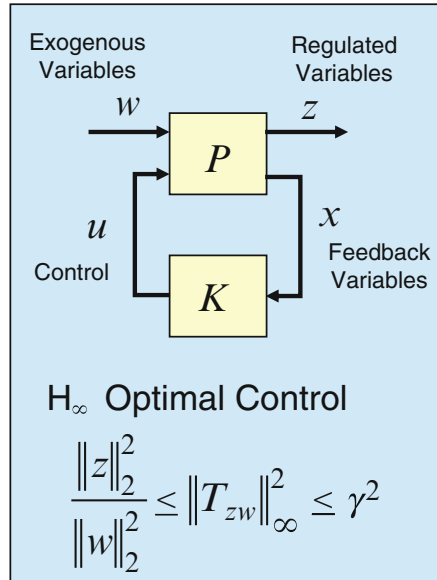 Exogenous Variables
Regulated Variables
w
z
P
u
x
Control
Feedback Variables
K
H∞ Optimal Control
‖z‖₂² / ‖w‖₂² ≤ ‖T_zw‖∞² ≤ γ²